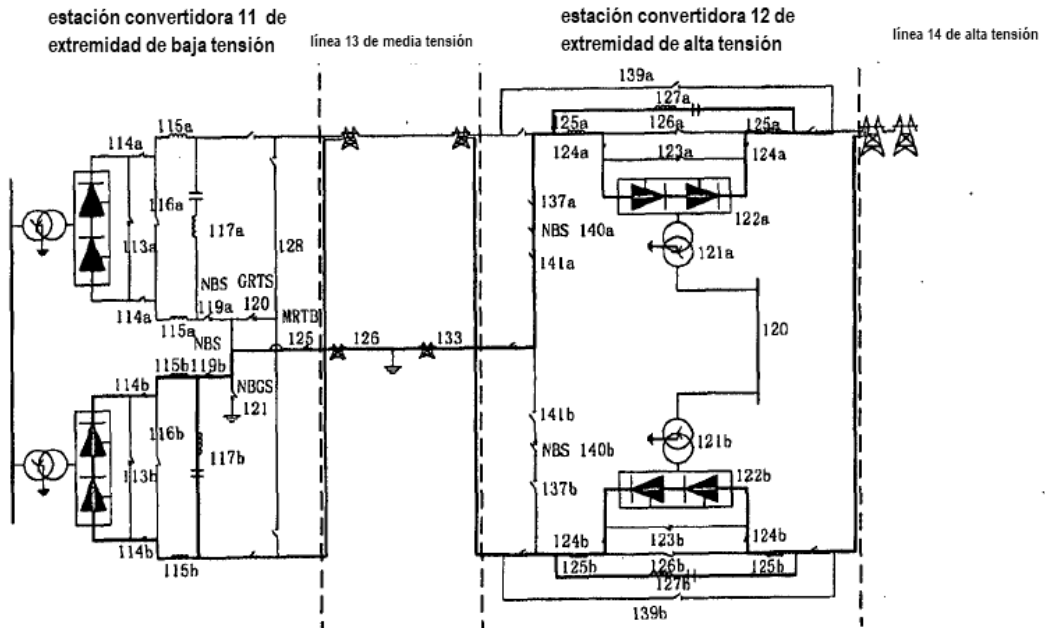 estación convertidora 11 de
extremidad de baja tensión
línea 13 de media tensión
estación convertidora 12 de
extremidad de alta tensión
línea 14 de alta tensión
139a
127a
115a
125a
126a
125a
114a
124a
123a
124a
116a
137a
122a
117a
113a
128
NBS 140a
121a
141a
NBS
GRTS
119a
120
114a
115a
MRTB
120
NBS
125
126
133
115b
119b
114b
NBGS
121
141b
116b
121b
117b
NBS 140b
113b
137b
122b
114b
124b
123b
124b
115b
125b
126b
125b
127b
139b